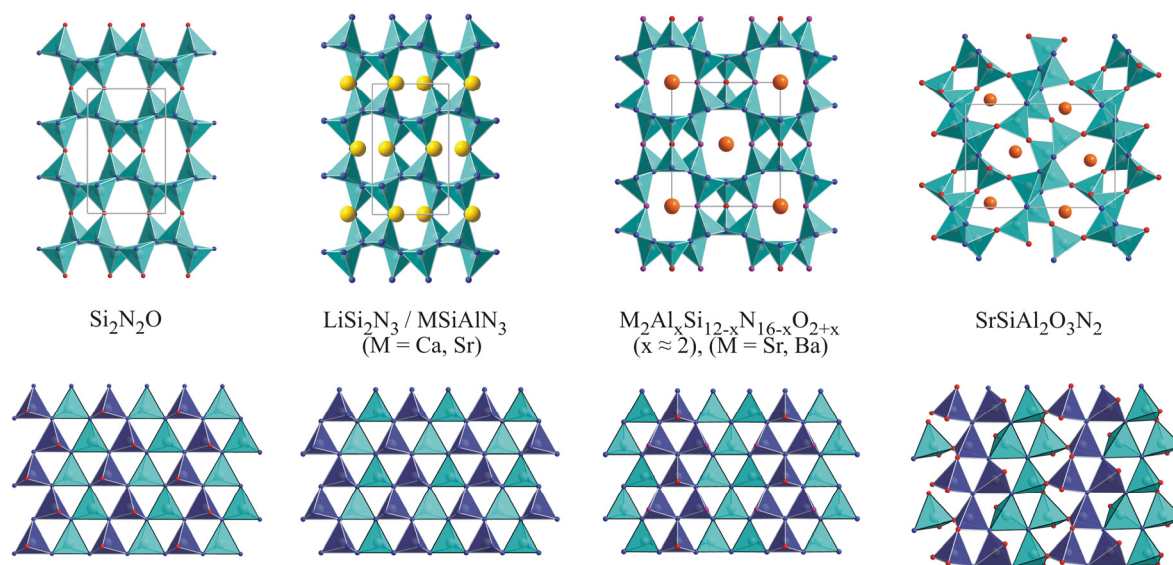 Si₂N₂O
LiSi₂N₃ / MSiAlN₃
(M = Ca, Sr)
M₂AlₓSi₁₂₋ₓN₁₆₋ₓO₂₊ₓ
(x ≈ 2), (M = Sr, Ba)
SrSiAl₂O₃N₂